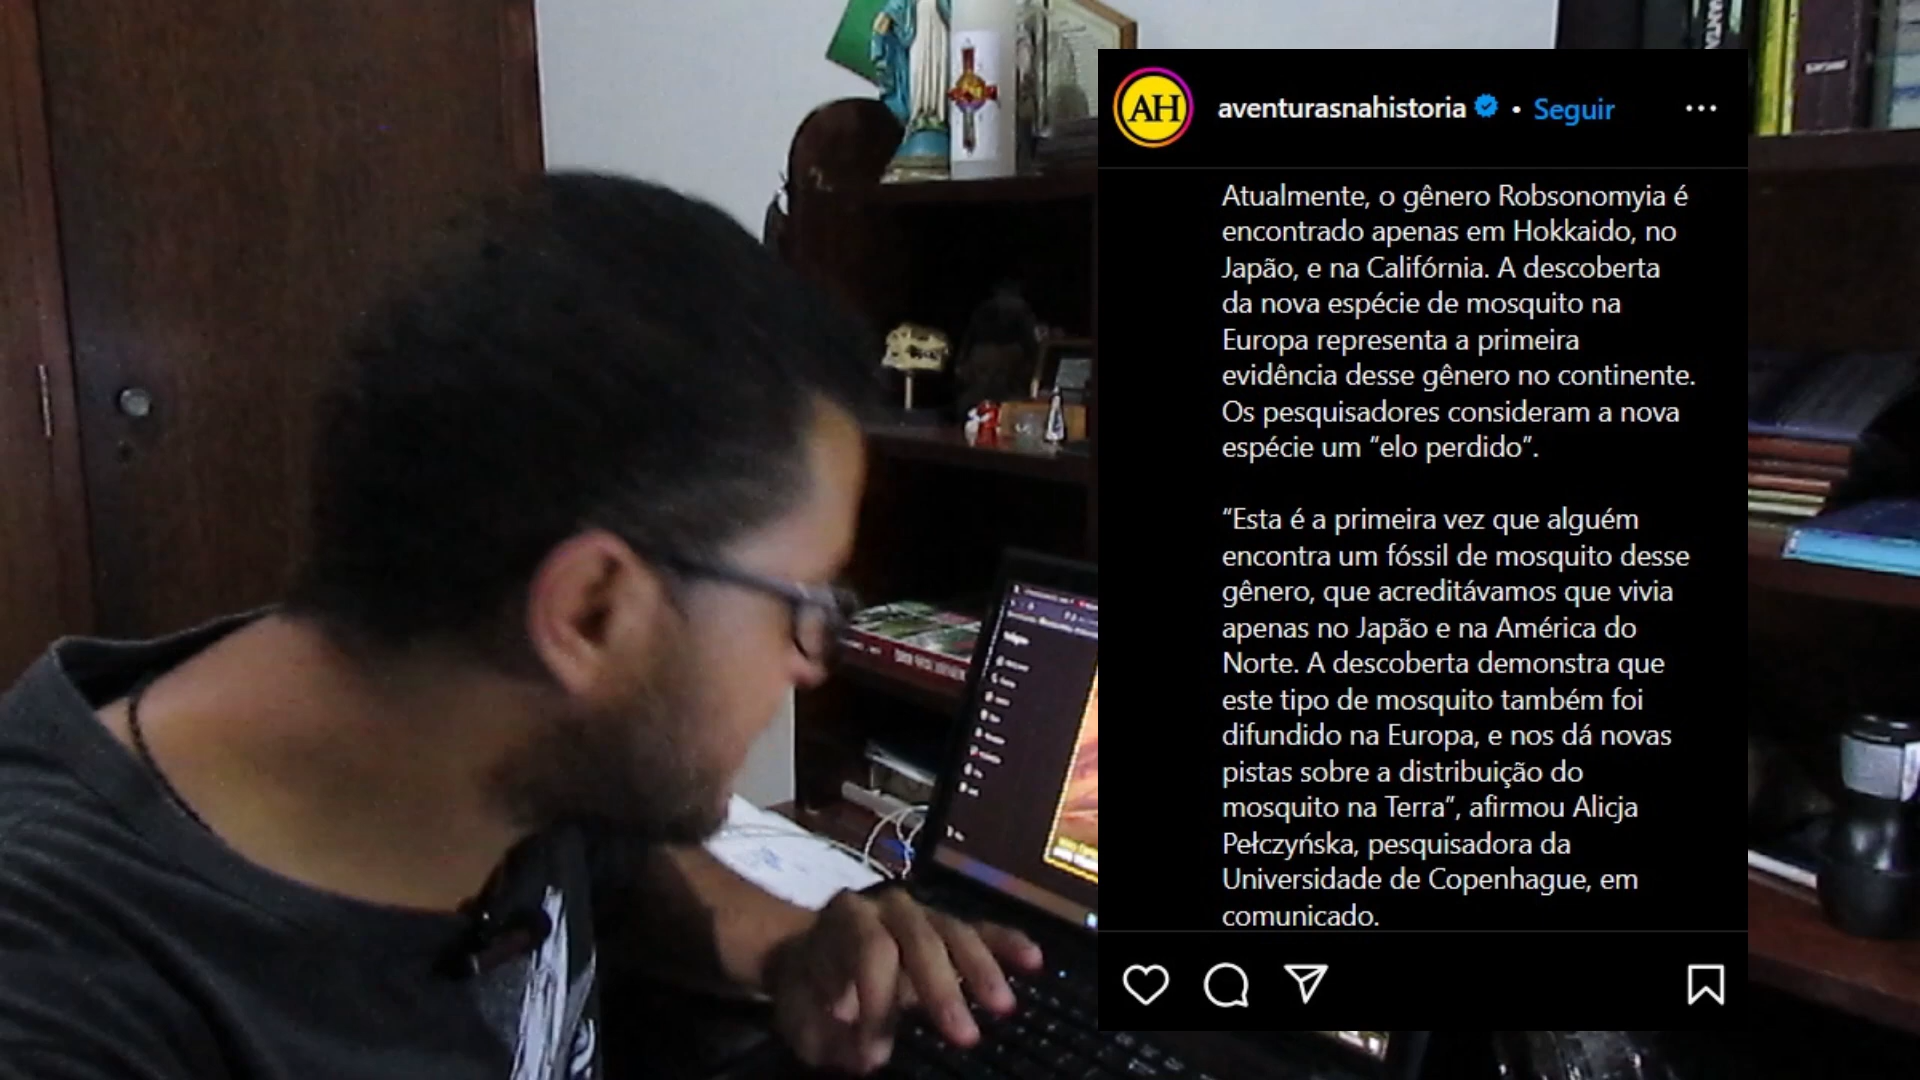 AH
aventurasnahistoria • Seguir
Atualmente, o gênero Robsonomyia é
encontrado apenas em Hokkaido, no
Japão, e na Califórnia. A descoberta
da nova espécie de mosquito na
Europa representa a primeira
evidência desse gênero no continente.
Os pesquisadores consideram a nova
espécie um “elo perdido”.
“Esta é a primeira vez que alguém
encontra um fóssil de mosquito desse
gênero, que acreditávamos que vivia
apenas no Japão e na América do
Norte. A descoberta demonstra que
este tipo de mosquito também foi
difundido na Europa, e nos dá novas
pistas sobre a distribuição do
mosquito na Terra”, afirmou Alicja
Pełczyńska, pesquisadora da
Universidade de Copenhague, em
comunicado.